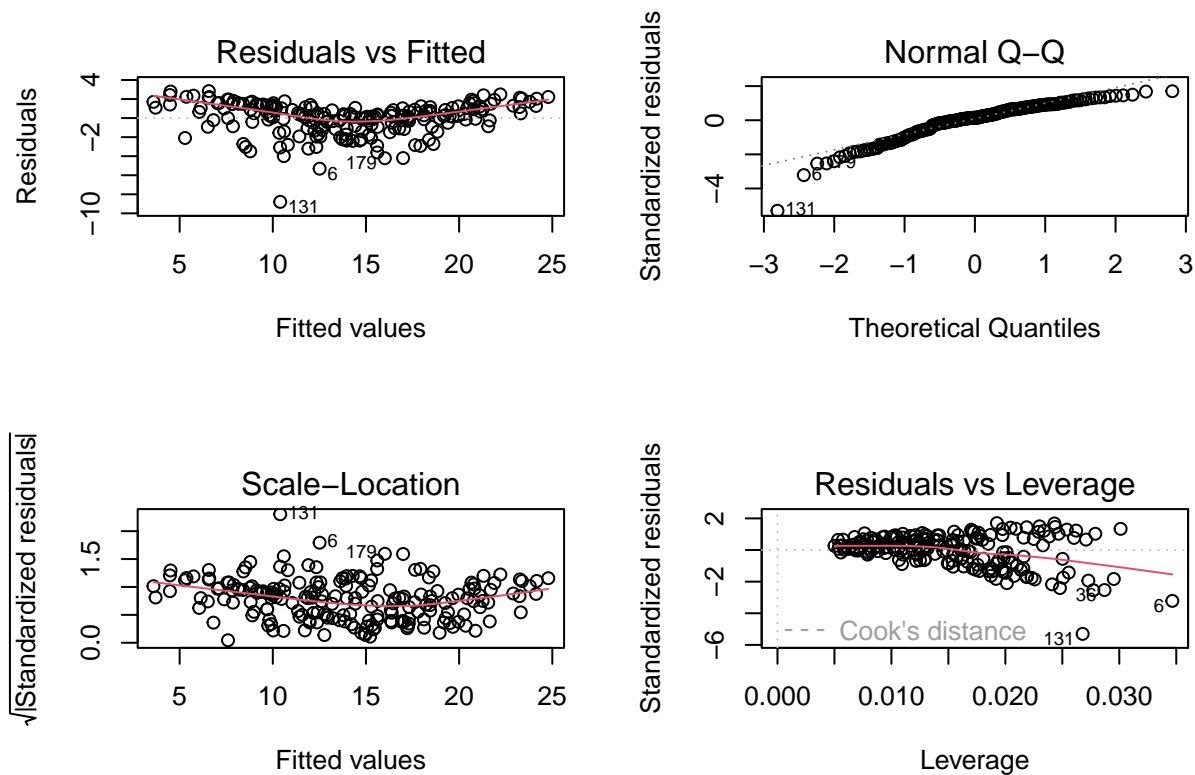 Residuals vs Fitted
Residuals
4
−2
−10
5 10 15 20 25
Fitted values
179
6
131
Normal Q−Q
Standardized residuals
0
−4
−3 −2 −1 0 1 2 3
Theoretical Quantiles
6
131
Scale−Location
√|Standardized residuals|
1.5
0.0
5 10 15 20 25
Fitted values
131
6
179
Residuals vs Leverage
Standardized residuals
2
−2
−6
0.000 0.010 0.020 0.030
Leverage
36
6
131
Cook's distance